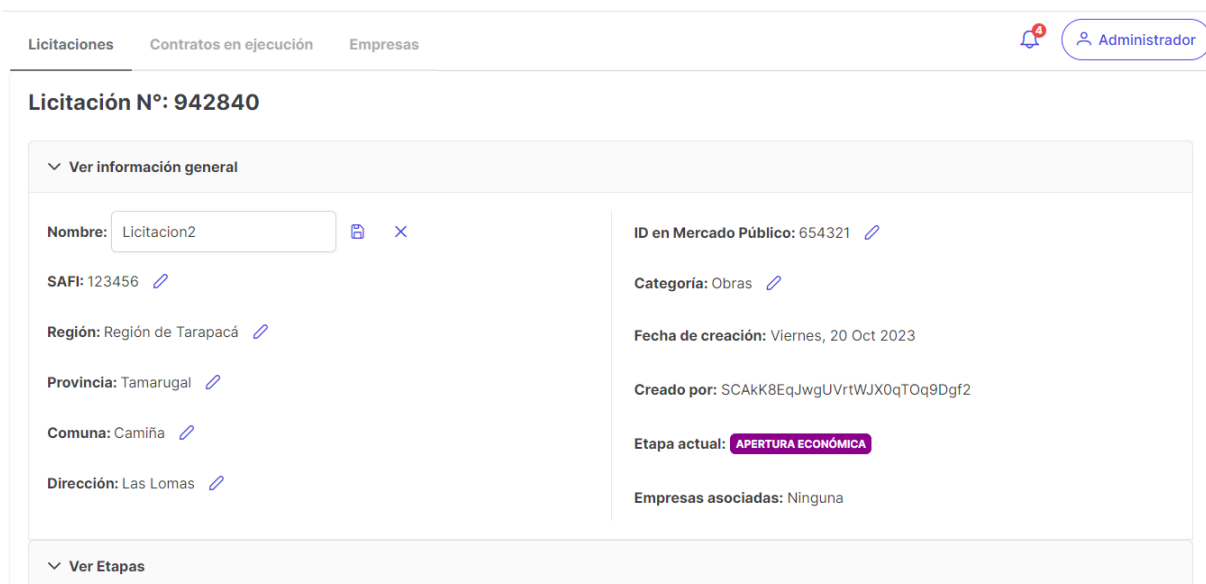 Licitaciones Contratos en ejecución Empresas 4 Administrador
Licitación N°: 942840
Ver información general
Nombre: Licitacion2
SAFI: 123456
Región: Región de Tarapacá
Provincia: Tamarugal
Comuna: Camiña
Dirección: Las Lomas
ID en Mercado Público: 654321
Categoría: Obras
Fecha de creación: Viernes, 20 Oct 2023
Creado por: SCAkK8EqJwgUVrtWJX0qTOq9Dgf2
Etapa actual: APERTURA ECONÓMICA
Empresas asociadas: Ninguna
Ver Etapas